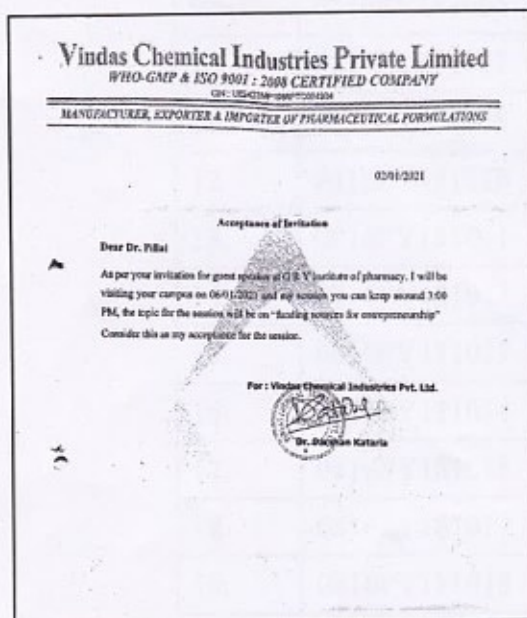 Vindas Chemical Industries Private Limited
WHO-GMP & ISO 9001 : 2008 CERTIFIED COMPANY
MANUFACTURER, EXPORTER & IMPORTER OF PHARMACEUTICAL FORMULATIONS
02/01/2021
Acceptance of Invitation
Dear Dr. Pillai
As per your invitation for guest speaker at G R Y Institute of pharmacy, I will be
visiting your campus on 06/01/2021 and my session you can keep around 3:00
PM, the topic for the session will be on "funding sources for entrepreneurship"
Consider this as my acceptance for the session.
For : Vindas Chemical Industries Pvt. Ltd.
Dr. Darshan Kataria